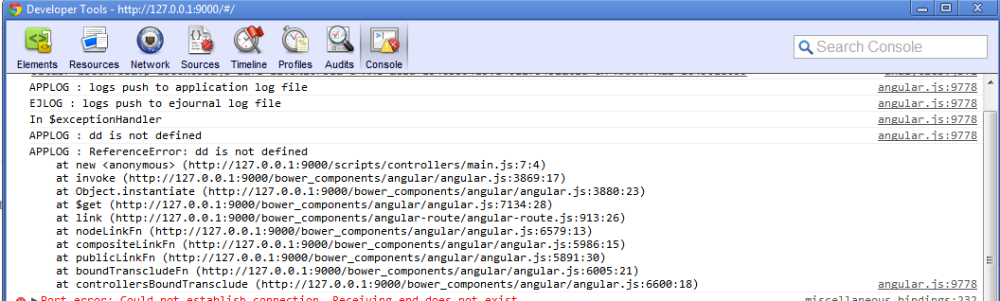 Developer Tools - http://127.0.0.1:9000/#/
Elements Resources Network Sources Timeline Profiles Audits Console
Search Console
APPLOG : logs push to application log file angular.js:9778
EJLOG : logs push to ejournal log file angular.js:9778
In $exceptionHandler angular.js:9778
APPLOG : dd is not defined angular.js:9778
APPLOG : ReferenceError: dd is not defined
at new <anonymous> (http://127.0.0.1:9000/scripts/controllers/main.js:7:4)
at invoke (http://127.0.0.1:9000/bower_components/angular/angular.js:3869:17)
at Object.instantiate (http://127.0.0.1:9000/bower_components/angular/angular.js:3880:23)
at $get (http://127.0.0.1:9000/bower_components/angular/angular.js:7134:28)
at link (http://127.0.0.1:9000/bower_components/angular-route/angular-route.js:913:26)
at nodeLinkFn (http://127.0.0.1:9000/bower_components/angular/angular.js:6579:13)
at compositeLinkFn (http://127.0.0.1:9000/bower_components/angular/angular.js:5986:15)
at publicLinkFn (http://127.0.0.1:9000/bower_components/angular/angular.js:5891:30)
at boundTranscludeFn (http://127.0.0.1:9000/bower_components/angular/angular.js:6005:21)
at controllersBoundTransclude (http://127.0.0.1:9000/bower_components/angular/angular.js:6600:18) angular.js:9778
Port error: Could not establish connection. Receiving end does not exist. miscellaneous_bindings:232